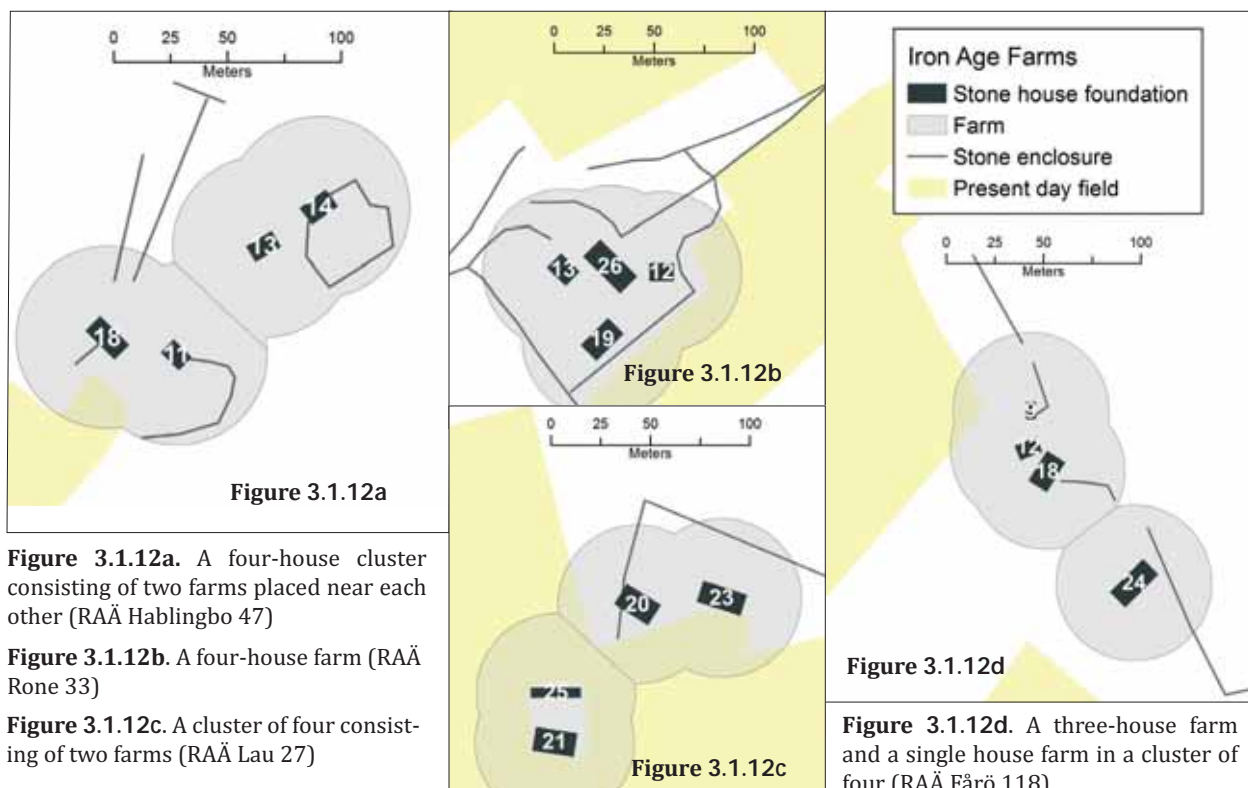 0 25 50 100
Meters
14
13
18
11
Figure 3.1.12a
0 25 50 100
Meters
13
26
12
19
Figure 3.1.12b
0 25 50 100
Meters
20
23
25
21
Figure 3.1.12c
Iron Age Farms
Stone house foundation
Farm
Stone enclosure
Present day field
0 25 50 100
Meters
12
18
24
Figure 3.1.12d
Figure 3.1.12a. A four-house cluster
consisting of two farms placed near each
other (RAÄ Hablingbo 47)
Figure 3.1.12b. A four-house farm (RAÄ
Rone 33)
Figure 3.1.12c. A cluster of four consist-
ing of two farms (RAÄ Lau 27)
Figure 3.1.12d. A three-house farm
and a single house farm in a cluster of
four (RAÄ Fårö 118)